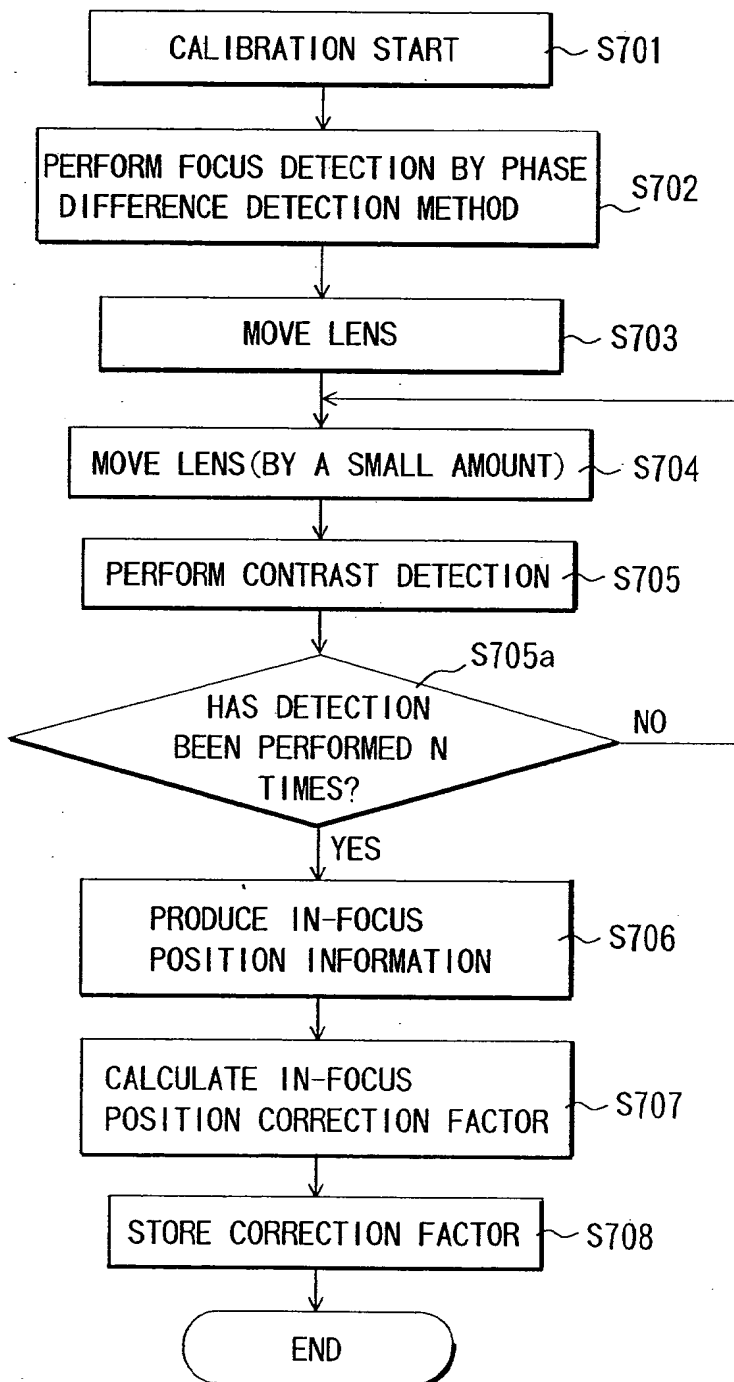 CALIBRATION START
S701
PERFORM FOCUS DETECTION BY PHASE
DIFFERENCE DETECTION METHOD
S702
MOVE LENS
S703
MOVE LENS(BY A SMALL AMOUNT)
S704
PERFORM CONTRAST DETECTION
S705
S705a
HAS DETECTION
BEEN PERFORMED N
TIMES?
NO
YES
PRODUCE IN-FOCUS
POSITION INFORMATION
S706
CALCULATE IN-FOCUS
POSITION CORRECTION FACTOR
S707
STORE CORRECTION FACTOR
S708
END